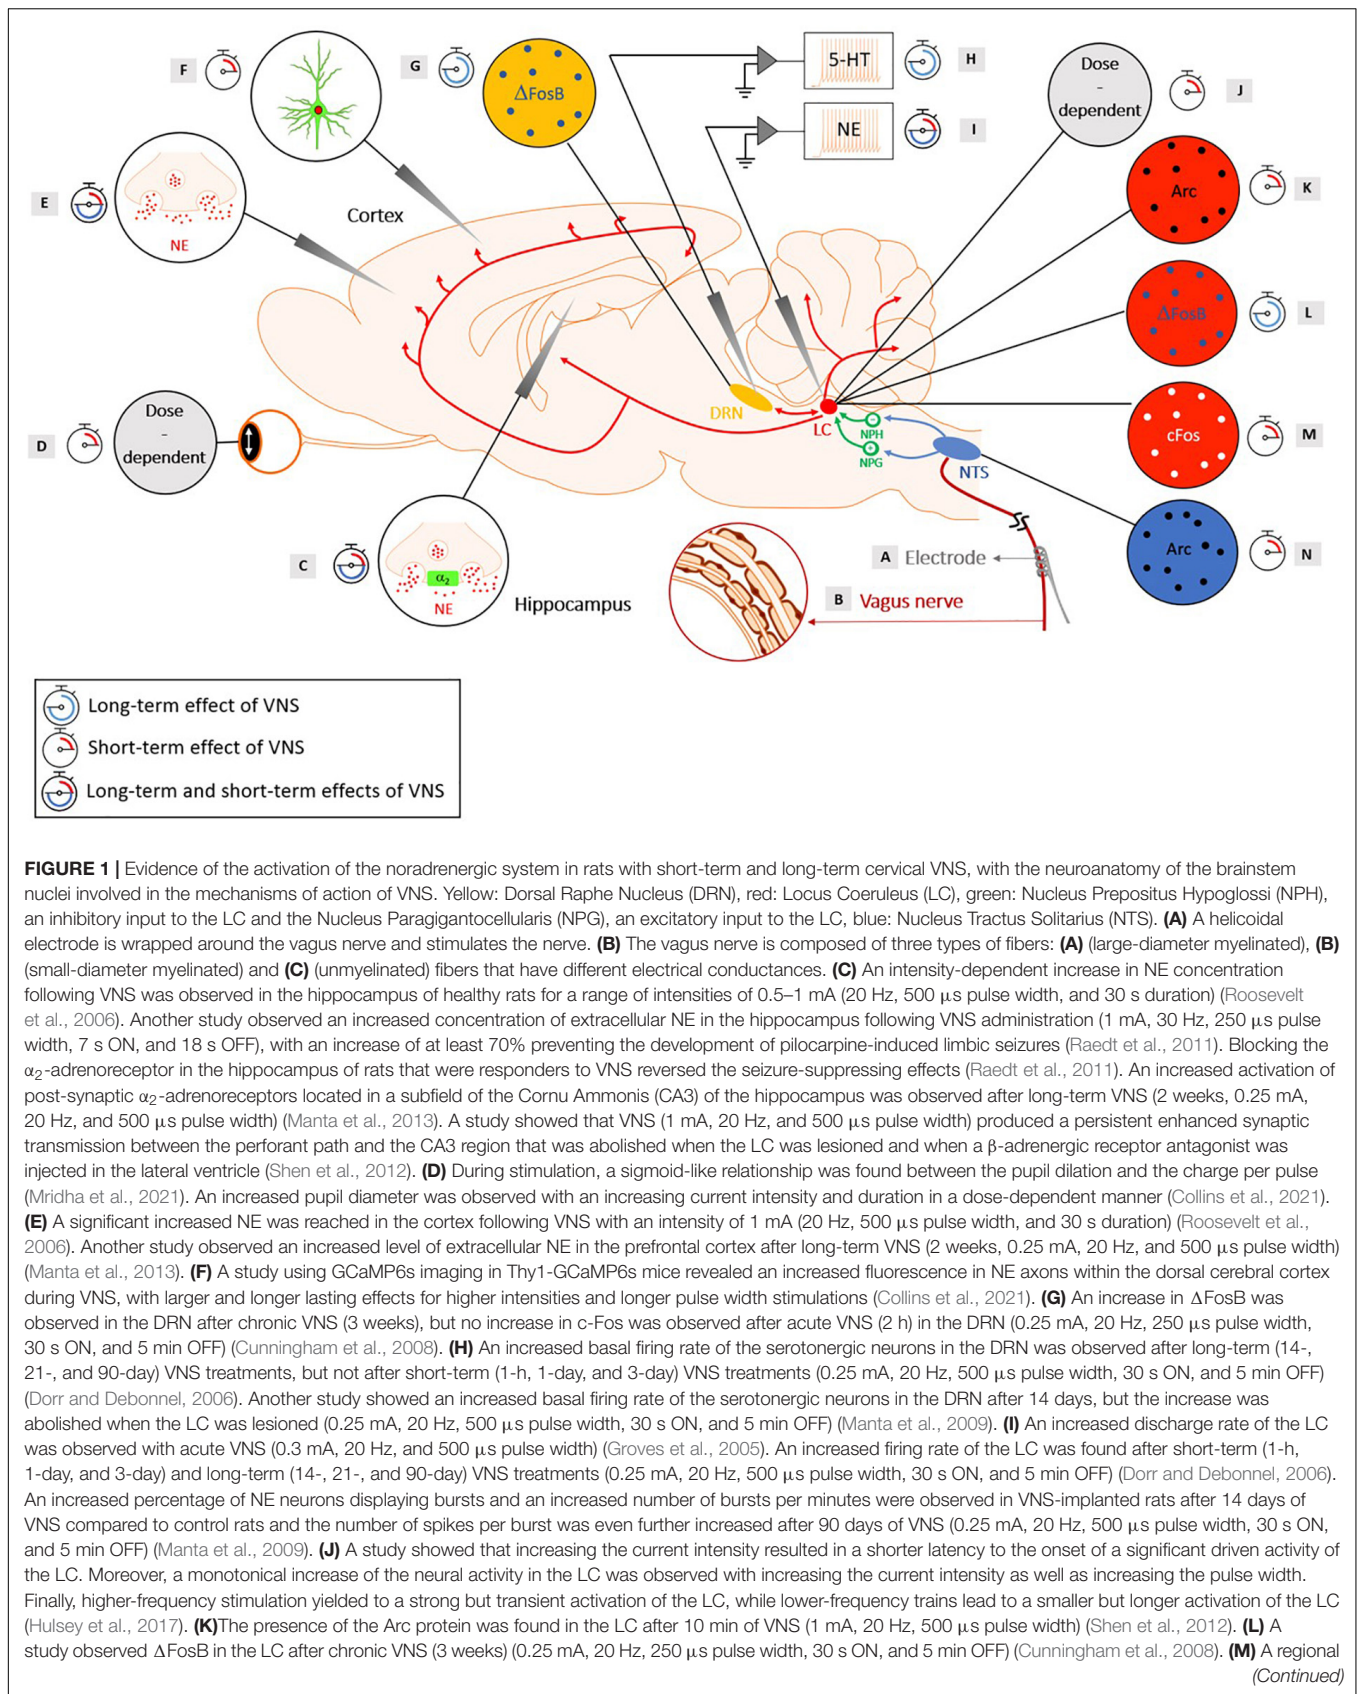 F
G
ΔFosB
5-HT
H
NE
I
Dose
-
dependent
J
Arc
K
E
NE
Cortex
ΔFosB
L
D
Dose
-
dependent
DRN
LC
NPH
NPG
NTS
cFos
M
C
α2
NE
Hippocampus
A
Electrode
B
Vagus nerve
Arc
N
Long-term effect of VNS
Short-term effect of VNS
Long-term and short-term effects of VNS
FIGURE 1 | Evidence of the activation of the noradrenergic system in rats with short-term and long-term cervical VNS, with the neuroanatomy of the brainstem
nuclei involved in the mechanisms of action of VNS. Yellow: Dorsal Raphe Nucleus (DRN), red: Locus Coeruleus (LC), green: Nucleus Prepositus Hypoglossi (NPH),
an inhibitory input to the LC and the Nucleus Paragigantocellularis (NPG), an excitatory input to the LC, blue: Nucleus Tractus Solitarius (NTS). (A) A helicoidal
electrode is wrapped around the vagus nerve and stimulates the nerve. (B) The vagus nerve is composed of three types of fibers: (A) (large-diameter myelinated), (B)
(small-diameter myelinated) and (C) (unmyelinated) fibers that have different electrical conductances. (C) An intensity-dependent increase in NE concentration
following VNS was observed in the hippocampus of healthy rats for a range of intensities of 0.5–1 mA (20 Hz, 500 μs pulse width, and 30 s duration) (Roosevelt
et al., 2006). Another study observed an increased concentration of extracellular NE in the hippocampus following VNS administration (1 mA, 30 Hz, 250 μs pulse
width, 7 s ON, and 18 s OFF), with an increase of at least 70% preventing the development of pilocarpine-induced limbic seizures (Raedt et al., 2011). Blocking the
α2-adrenoreceptor in the hippocampus of rats that were responders to VNS reversed the seizure-suppressing effects (Raedt et al., 2011). An increased activation of
post-synaptic α2-adrenoreceptors located in a subfield of the Cornu Ammonis (CA3) of the hippocampus was observed after long-term VNS (2 weeks, 0.25 mA,
20 Hz, and 500 μs pulse width) (Manta et al., 2013). A study showed that VNS (1 mA, 20 Hz, and 500 μs pulse width) produced a persistent enhanced synaptic
transmission between the perforant path and the CA3 region that was abolished when the LC was lesioned and when a β-adrenergic receptor antagonist was
injected in the lateral ventricle (Shen et al., 2012). (D) During stimulation, a sigmoid-like relationship was found between the pupil dilation and the charge per pulse
(Mridha et al., 2021). An increased pupil diameter was observed with an increasing current intensity and duration in a dose-dependent manner (Collins et al., 2021).
(E) A significant increased NE was reached in the cortex following VNS with an intensity of 1 mA (20 Hz, 500 μs pulse width, and 30 s duration) (Roosevelt et al.,
2006). Another study observed an increased level of extracellular NE in the prefrontal cortex after long-term VNS (2 weeks, 0.25 mA, 20 Hz, and 500 μs pulse width)
(Manta et al., 2013). (F) A study using GCaMP6s imaging in Thy1-GCaMP6s mice revealed an increased fluorescence in NE axons within the dorsal cerebral cortex
during VNS, with larger and longer lasting effects for higher intensities and longer pulse width stimulations (Collins et al., 2021). (G) An increase in ΔFosB was
observed in the DRN after chronic VNS (3 weeks), but no increase in c-Fos was observed after acute VNS (2 h) in the DRN (0.25 mA, 20 Hz, 250 μs pulse width,
30 s ON, and 5 min OFF) (Cunningham et al., 2008). (H) An increased basal firing rate of the serotonergic neurons in the DRN was observed after long-term (14-,
21-, and 90-day) VNS treatments, but not after short-term (1-h, 1-day, and 3-day) VNS treatments (0.25 mA, 20 Hz, 500 μs pulse width, 30 s ON, and 5 min OFF)
(Dorr and Debonnel, 2006). Another study showed an increased basal firing rate of the serotonergic neurons in the DRN after 14 days, but the increase was
abolished when the LC was lesioned (0.25 mA, 20 Hz, 500 μs pulse width, 30 s ON, and 5 min OFF) (Manta et al., 2009). (I) An increased discharge rate of the LC
was observed with acute VNS (0.3 mA, 20 Hz, and 500 μs pulse width) (Groves et al., 2005). An increased firing rate of the LC was found after short-term (1-h,
1-day, and 3-day) and long-term (14-, 21-, and 90-day) VNS treatments (0.25 mA, 20 Hz, 500 μs pulse width, 30 s ON, and 5 min OFF) (Dorr and Debonnel, 2006).
An increased percentage of NE neurons displaying bursts and an increased number of bursts per minutes were observed in VNS-implanted rats after 14 days of
VNS compared to control rats and the number of spikes per burst was even further increased after 90 days of VNS (0.25 mA, 20 Hz, 500 μs pulse width, 30 s ON,
and 5 min OFF) (Manta et al., 2009). (J) A study showed that increasing the current intensity resulted in a shorter latency to the onset of a significant driven activity of
the LC. Moreover, a monotonical increase of the neural activity in the LC was observed with increasing the current intensity as well as increasing the pulse width.
Finally, higher-frequency stimulation yielded to a strong but transient activation of the LC, while lower-frequency trains lead to a smaller but longer activation of the LC
(Hulsey et al., 2017). (K)The presence of the Arc protein was found in the LC after 10 min of VNS (1 mA, 20 Hz, 500 μs pulse width) (Shen et al., 2012). (L) A
study observed ΔFosB in the LC after chronic VNS (3 weeks) (0.25 mA, 20 Hz, 250 μs pulse width, 30 s ON, and 5 min OFF) (Cunningham et al., 2008). (M) A regional
(Continued)